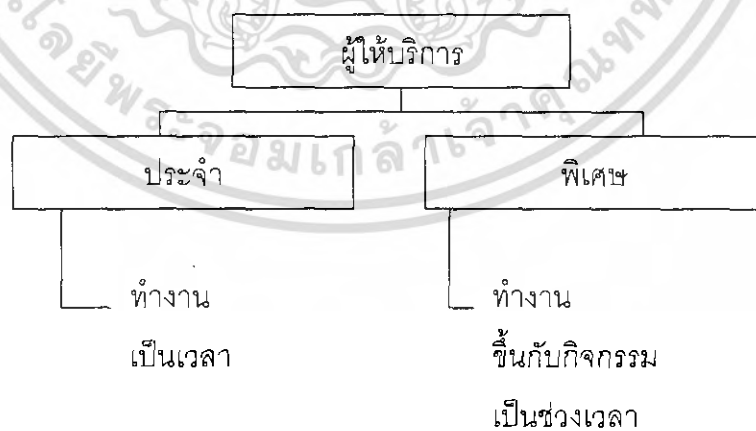 ผู้ให้บริการ
ประจำ
พิเศษ
ทำงาน
เป็นเวลา
ทำงาน
ขึ้นกับกิจกรรม
เป็นช่วงเวลา